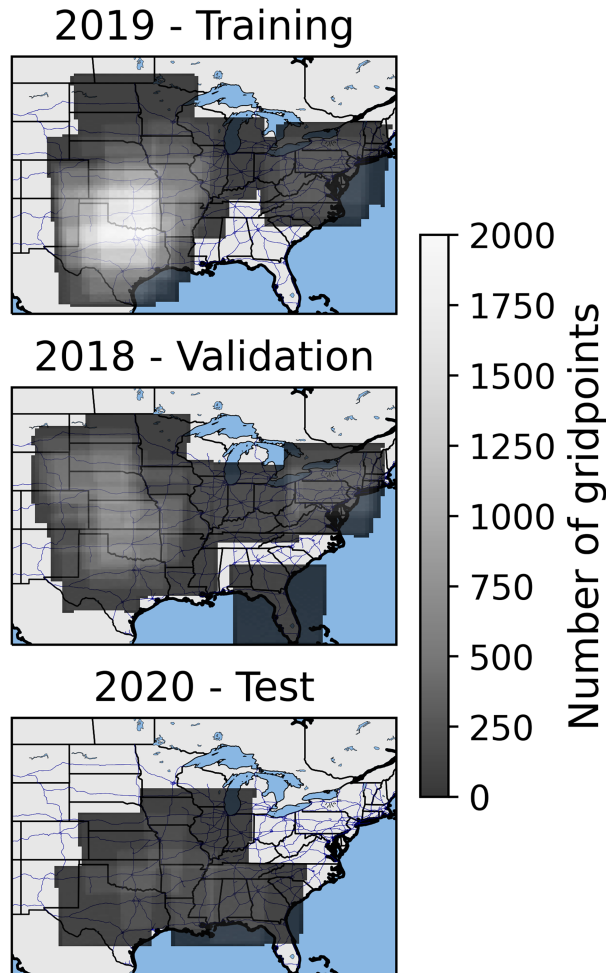 2019 - Training
2018 - Validation
2020 - Test
2000
1750
1500
1250
1000
750
500
250
0
Number of gridpoints